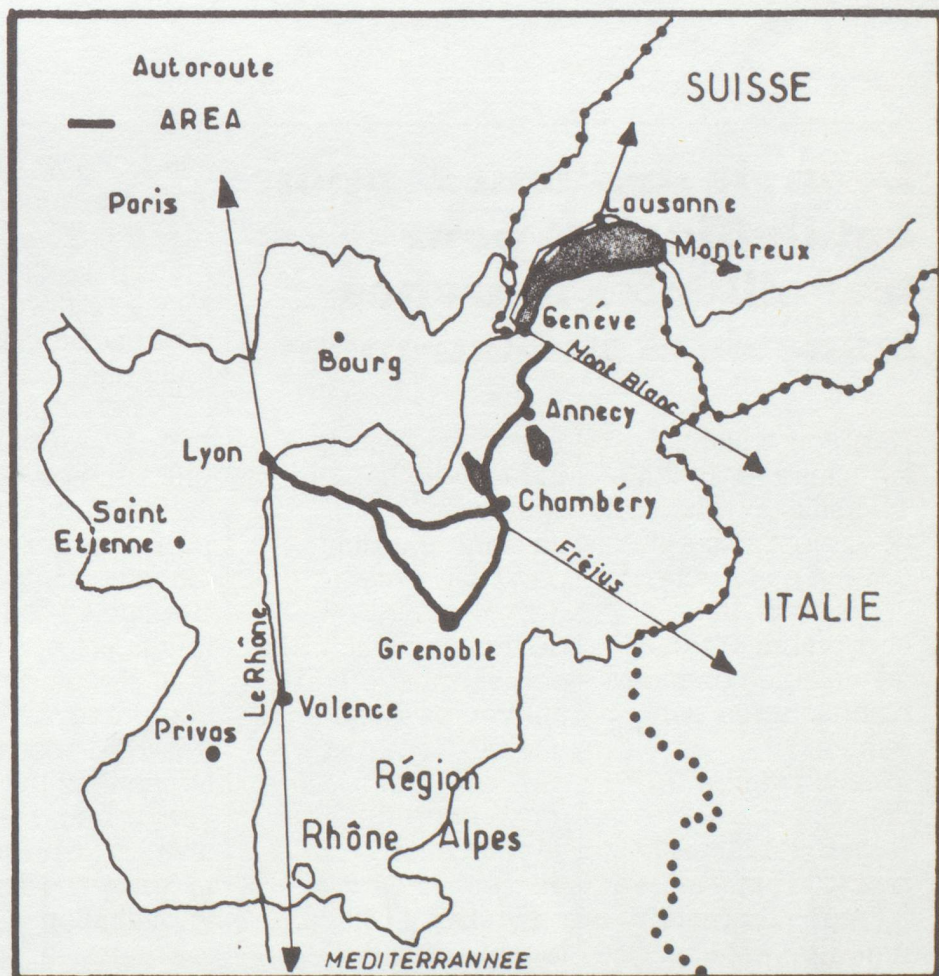 Autoroute
AREA
SUISSE
Paris
Lausanne
Montreux
Genéve
Bourg
Mont Blanc
Annecy
Lyon
Chambéry
Saint
Etienne
Fréjus
ITALIE
Le Rhône
Grenoble
Valence
Privas
Région
Rhône Alpes
MEDITERRANNEE